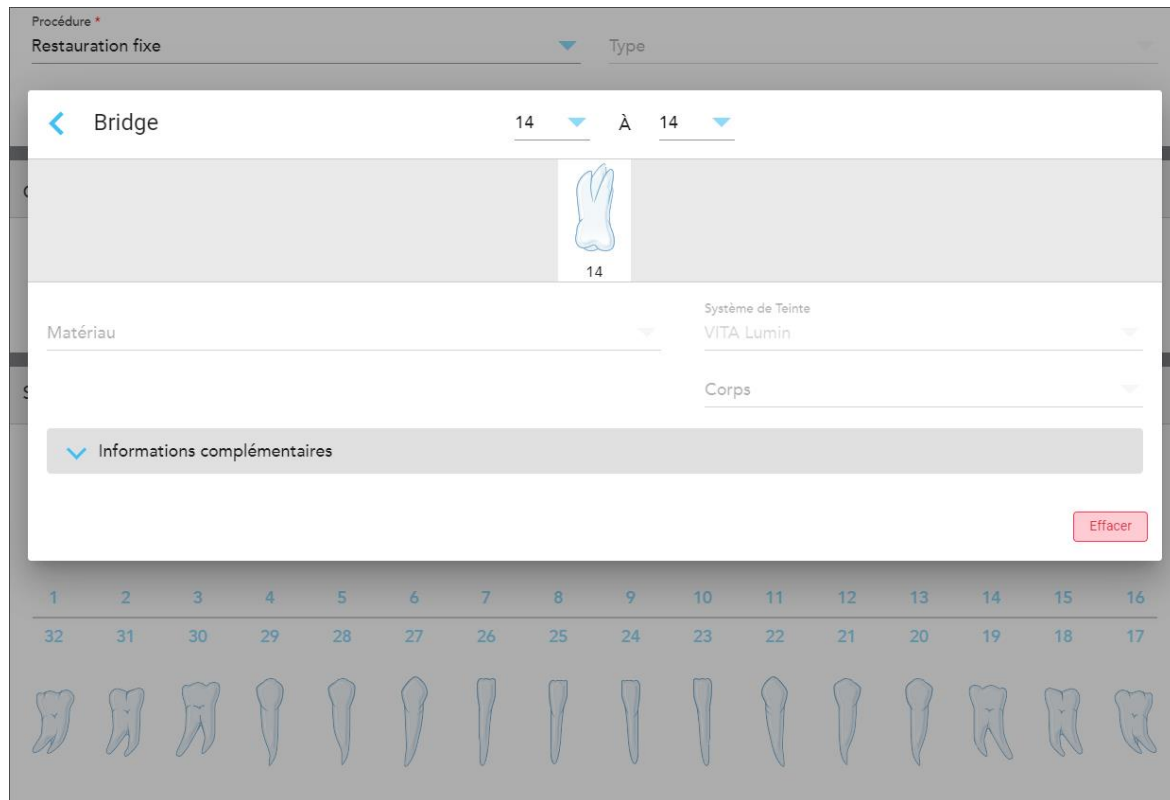 Procédure *
Restauration fixe Type
Bridge 14 À 14
14
Système de Teinte
Matériau VITA Lumin
Corps
Informations complémentaires
Effacer
1 2 3 4 5 6 7 8 9 10 11 12 13 14 15 16
32 31 30 29 28 27 26 25 24 23 22 21 20 19 18 17